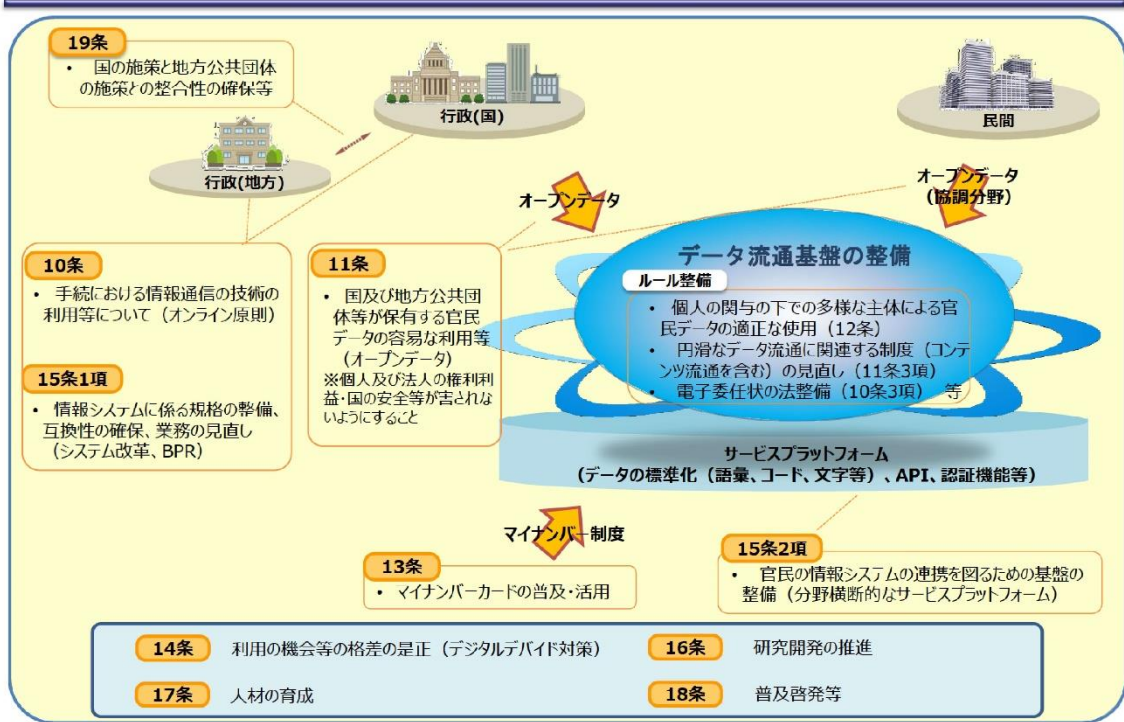 19条
• 国の施策と地方公共団体
の施策との整合性の確保等
行政(国)
民間
行政(地方)
オープンデータ
オープンデータ
(協調分野)
10条
• 手続における情報通信の技術の
利用等について（オンライン原則）
15条1項
• 情報システムに係る規格の整備、
互換性の確保、業務の見直し
（システム改革、BPR）
11条
• 国及び地方公共団
体等が保有する官民
データの容易な利用等
（オープンデータ）
※個人及び法人の権利利
益・国の安全等が害されな
いようにすること
データ流通基盤の整備
ルール整備
• 個人の関与の下での多様な主体による官
民データの適正な使用（12条）
• 円滑なデータ流通に関連する制度（コンテ
ンツ流通を含む）の見直し（11条3項）
• 電子委任状の法整備（10条3項） 等
サービスプラットフォーム
(データの標準化（語彙、コード、文字等）、API、認証機能等)
マイナンバー制度
13条
• マイナンバーカードの普及・活用
15条2項
• 官民の情報システムの連携を図るための基盤の
整備（分野横断的なサービスプラットフォーム）
14条 利用の機会等の格差の是正（デジタルデバイド対策）
16条 研究開発の推進
17条 人材の育成
18条 普及啓発等